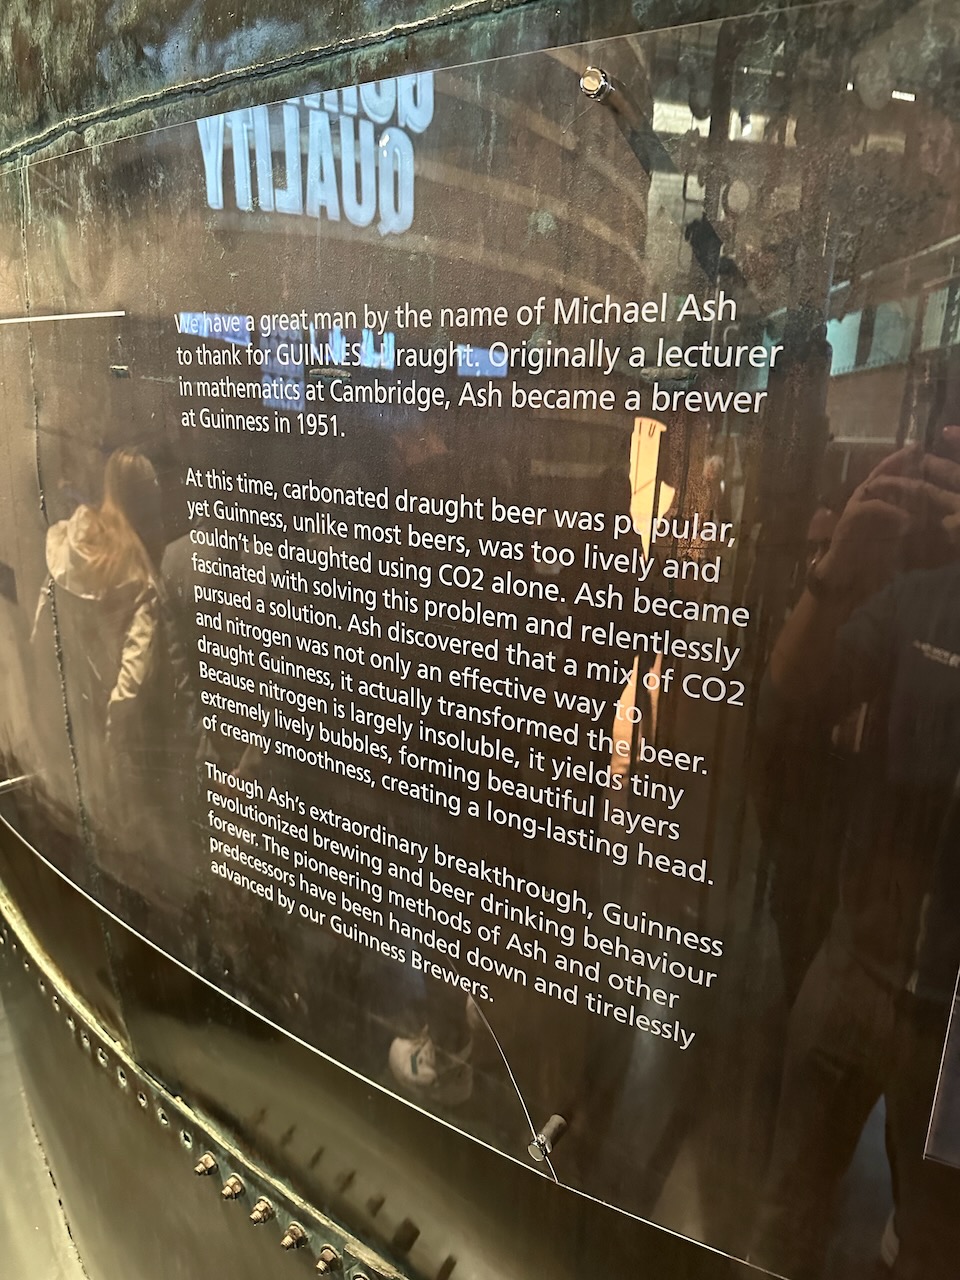 QUALITY
We have a great man by the name of Michael Ash
to thank for GUINNESS Draught. Originally a lecturer
in mathematics at Cambridge, Ash became a brewer
at Guinness in 1951.
At this time, carbonated draught beer was popular,
yet Guinness, unlike most beers, was too lively and
couldn't be draughted using CO2 alone. Ash became
fascinated with solving this problem and relentlessly
pursued a solution. Ash discovered that a mix of CO2
and nitrogen was not only an effective way to
draught Guinness, it actually transformed the beer.
Because nitrogen is largely insoluble, it yields tiny
extremely lively bubbles, forming beautiful layers
of creamy smoothness, creating a long-lasting head.
Through Ash's extraordinary breakthrough, Guinness
revolutionized brewing and beer drinking behaviour
forever. The pioneering methods of Ash and other
predecessors have been handed down and tirelessly
advanced by our Guinness Brewers.